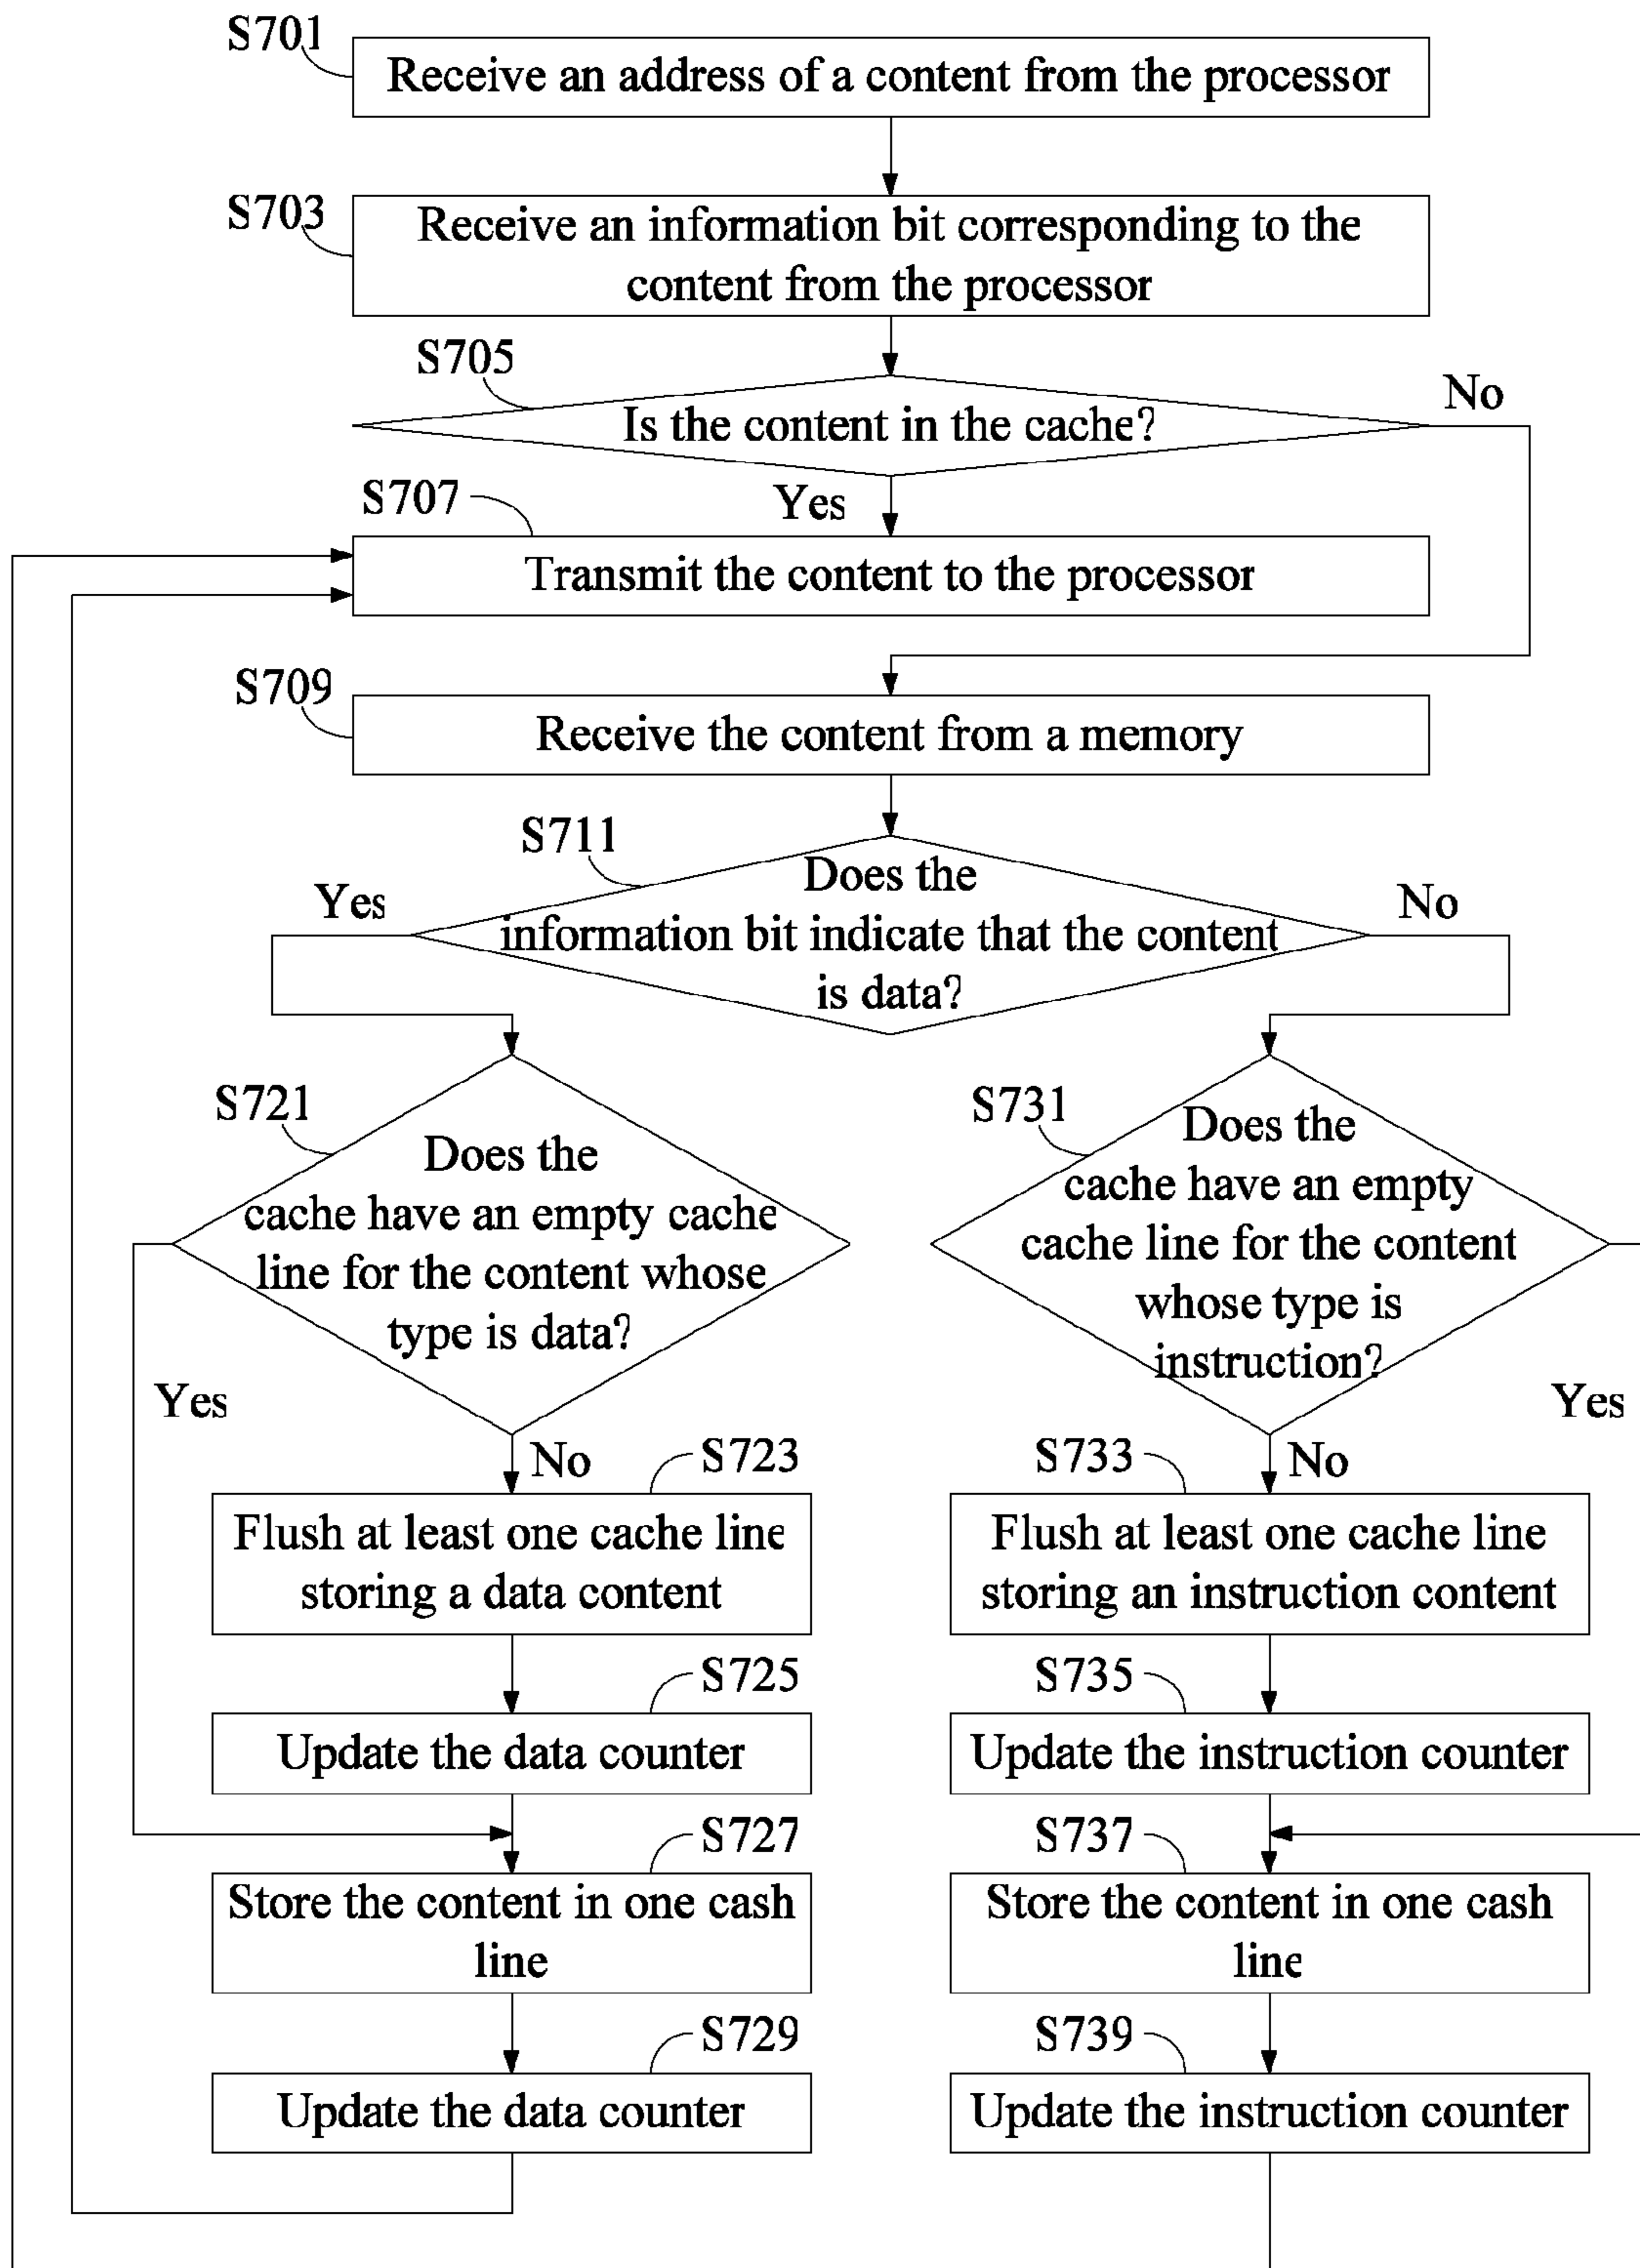 S701
Receive an address of a content from the processor
S703
Receive an information bit corresponding to the
content from the processor
S705
Is the content in the cache?
No
Yes
S707
Transmit the content to the processor
S709
Receive the content from a memory
S711
Does the
information bit indicate that the content
is data?
Yes
No
S721
Does the
cache have an empty cache
line for the content whose
type is data?
Yes
No
S731
Does the
cache have an empty
cache line for the content
whose type is
instruction?
Yes
No
S723
Flush at least one cache line
storing a data content
S733
Flush at least one cache line
storing an instruction content
S725
Update the data counter
S735
Update the instruction counter
S727
Store the content in one cash
line
S737
Store the content in one cash
line
S729
Update the data counter
S739
Update the instruction counter